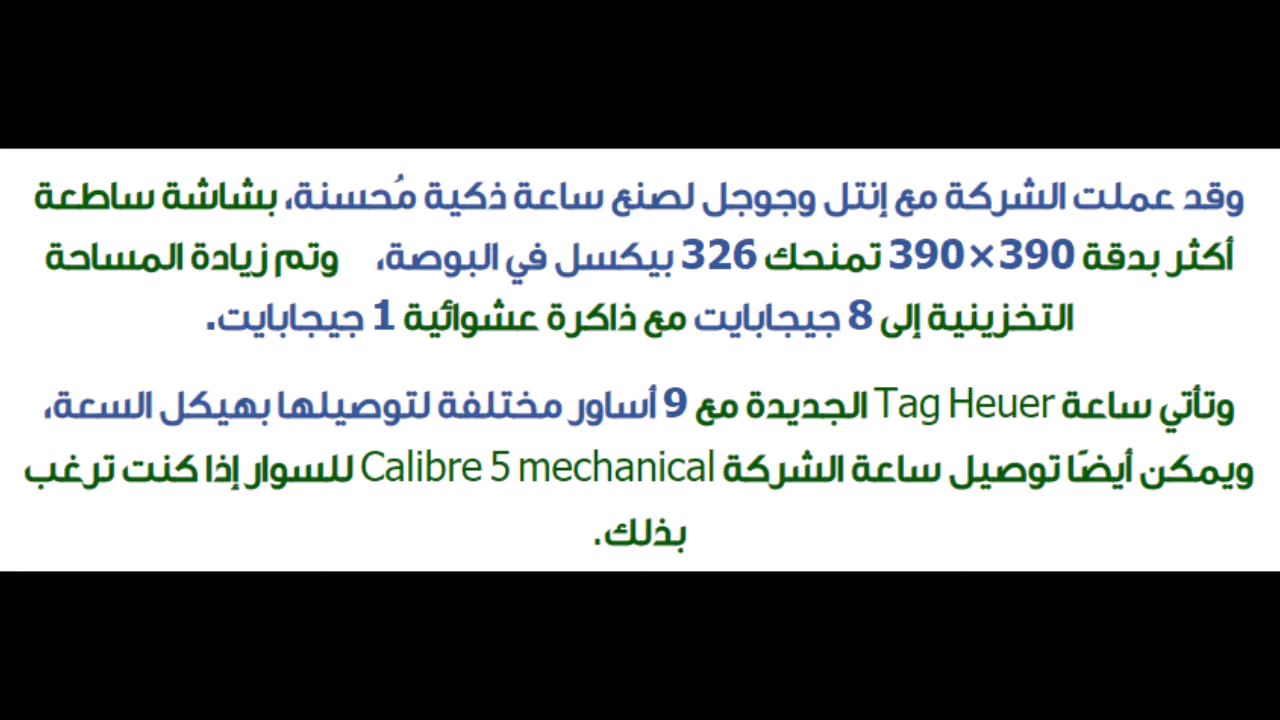 وقد عملت الشركة مع إنتل وجوجل لصنع ساعة ذكية مُحسنة، بشاشة ساطعة
أكثر بدقة 390×390 تمنحك 326 بيكسل في البوصة، وتم زيادة المساحة
التخزينية إلى 8 جيجابايت مع ذاكرة عشوائية 1 جيجابايت.
وتأتي ساعة Tag Heuer الجديدة مع 9 أساور مختلفة لتوصيلها بهيكل السعة،
ويمكن أيضًا توصيل ساعة الشركة Calibre 5 mechanical للسوار إذا كنت ترغب
بذلك.